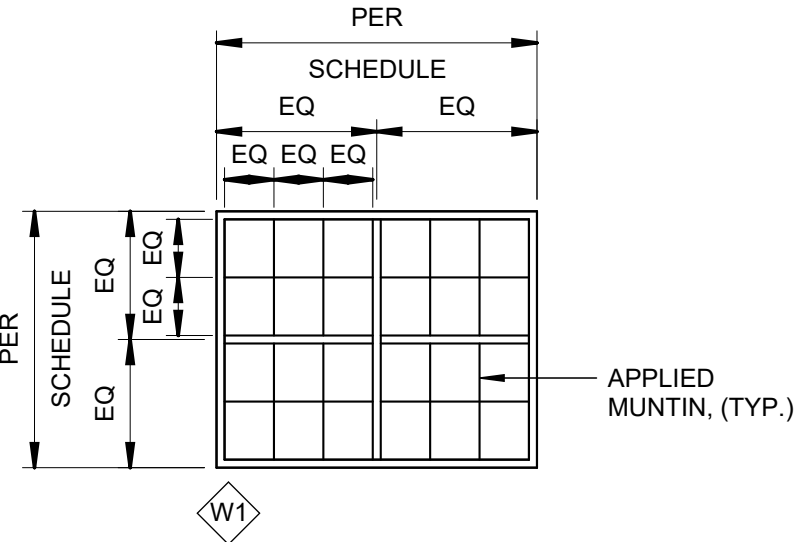 PER
SCHEDULE
EQ EQ
EQ EQ EQ
PER
SCHEDULE
EQ
EQ
EQ
EQ
APPLIED
MUNTIN, (TYP.)
W1